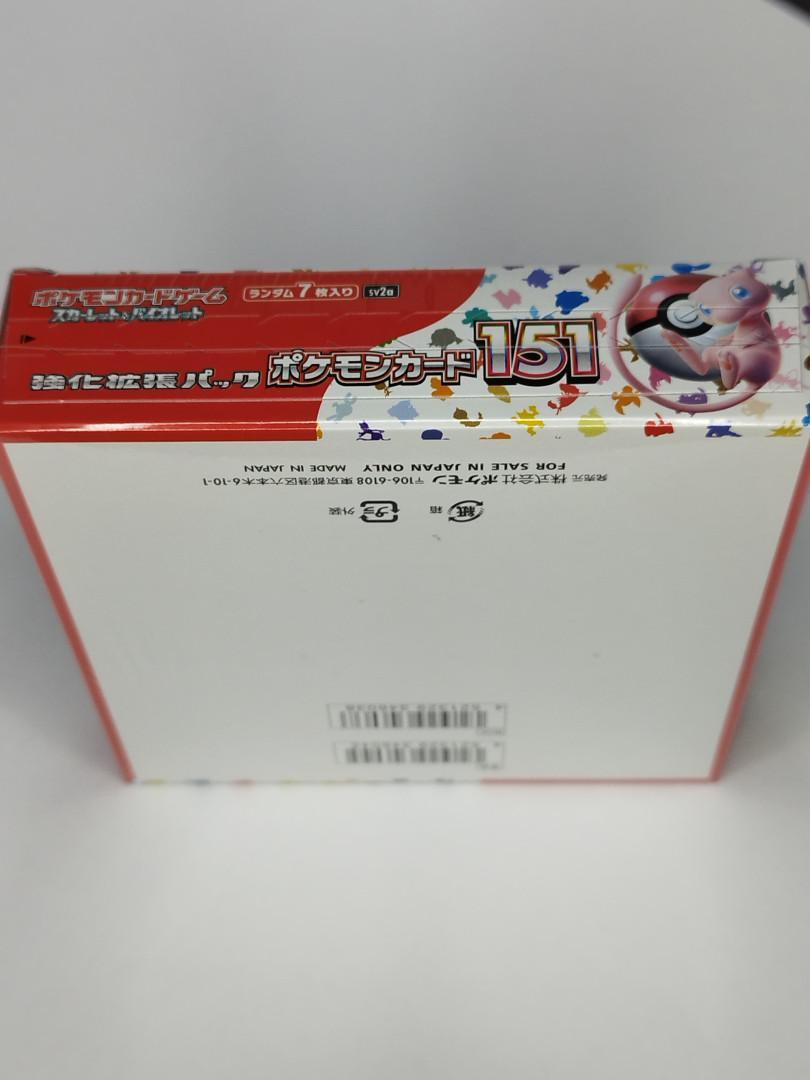 ポケモンカードゲーム
スカーレット&バイオレット
ランダム7枚入り
sv2a
強化拡張パック
ポケモンカード151
FOR SALE IN JAPAN ONLY MADE IN JAPAN
発売元 株式会社ポケモン 〒106-6108 東京都港区六本木6-10-1
紙 箱
プラ 外装